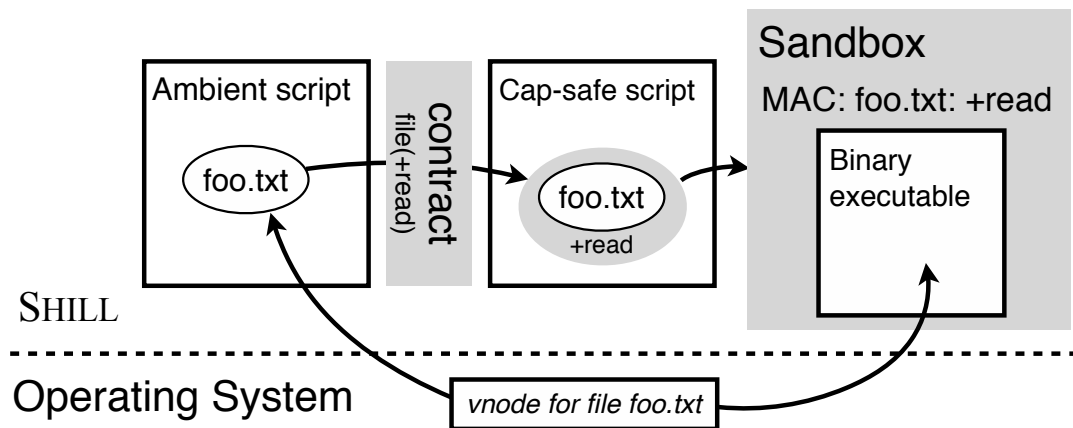 Ambient script
foo.txt
contract
file(+read)
Cap-safe script
foo.txt
+read
Sandbox
MAC: foo.txt: +read
Binary
executable
SHILL
Operating System
vnode for file foo.txt